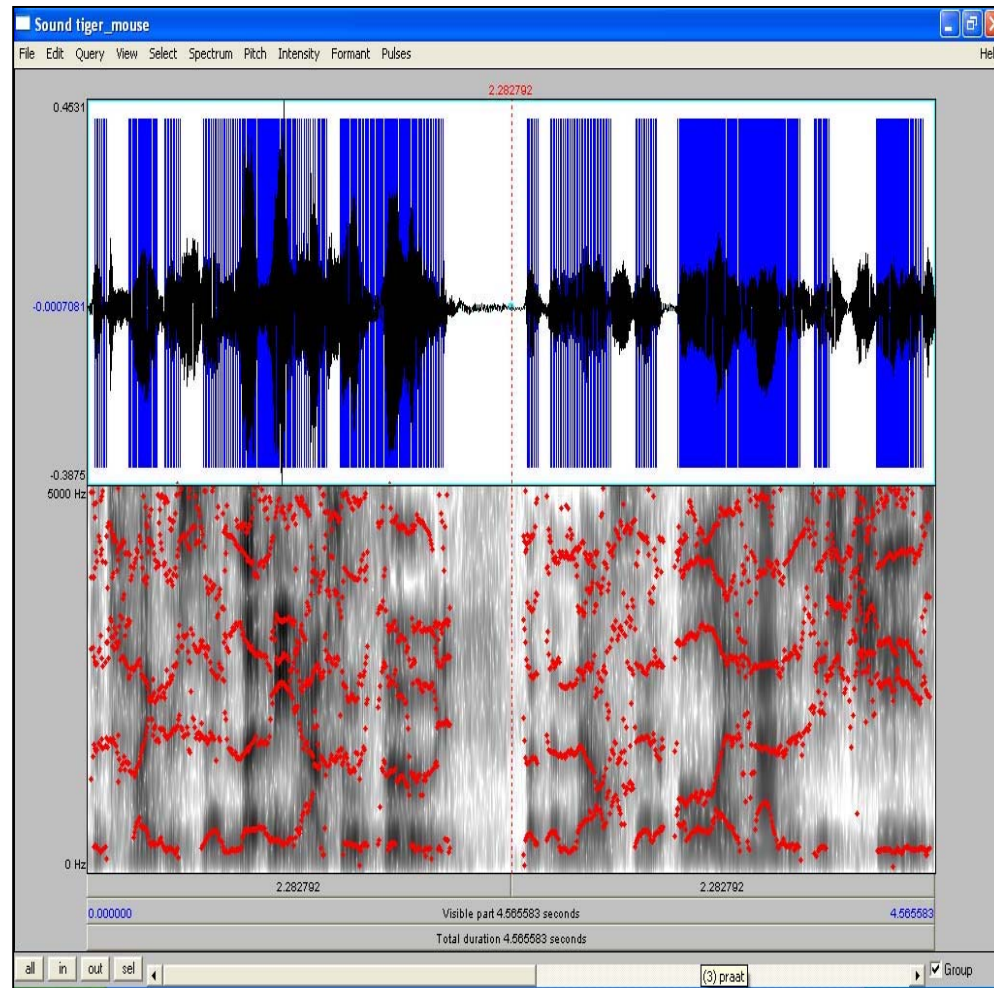 Sound tiger_mouse
File Edit Query View Select Spectrum Pitch Intensity Formant Pulses Hel
2.282792
0.4531
-0.0007081
-0.3875
5000 Hz
0 Hz
2.282792 2.282792
0.000000 Visible part 4.565583 seconds 4.565583
Total duration 4.565583 seconds
all in out sel (3) praat Group